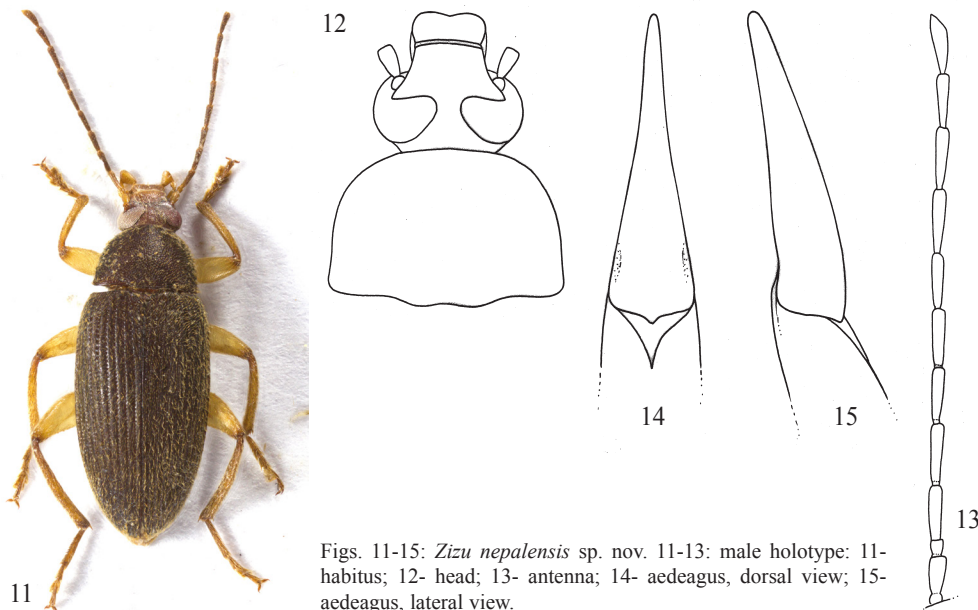 12
14
15
13
11
Figs. 11-15: Zizu nepalensis sp. nov. 11-13: male holotype: 11-
habitus; 12- head; 13- antenna; 14- aedeagus, dorsal view; 15-
aedeagus, lateral view.